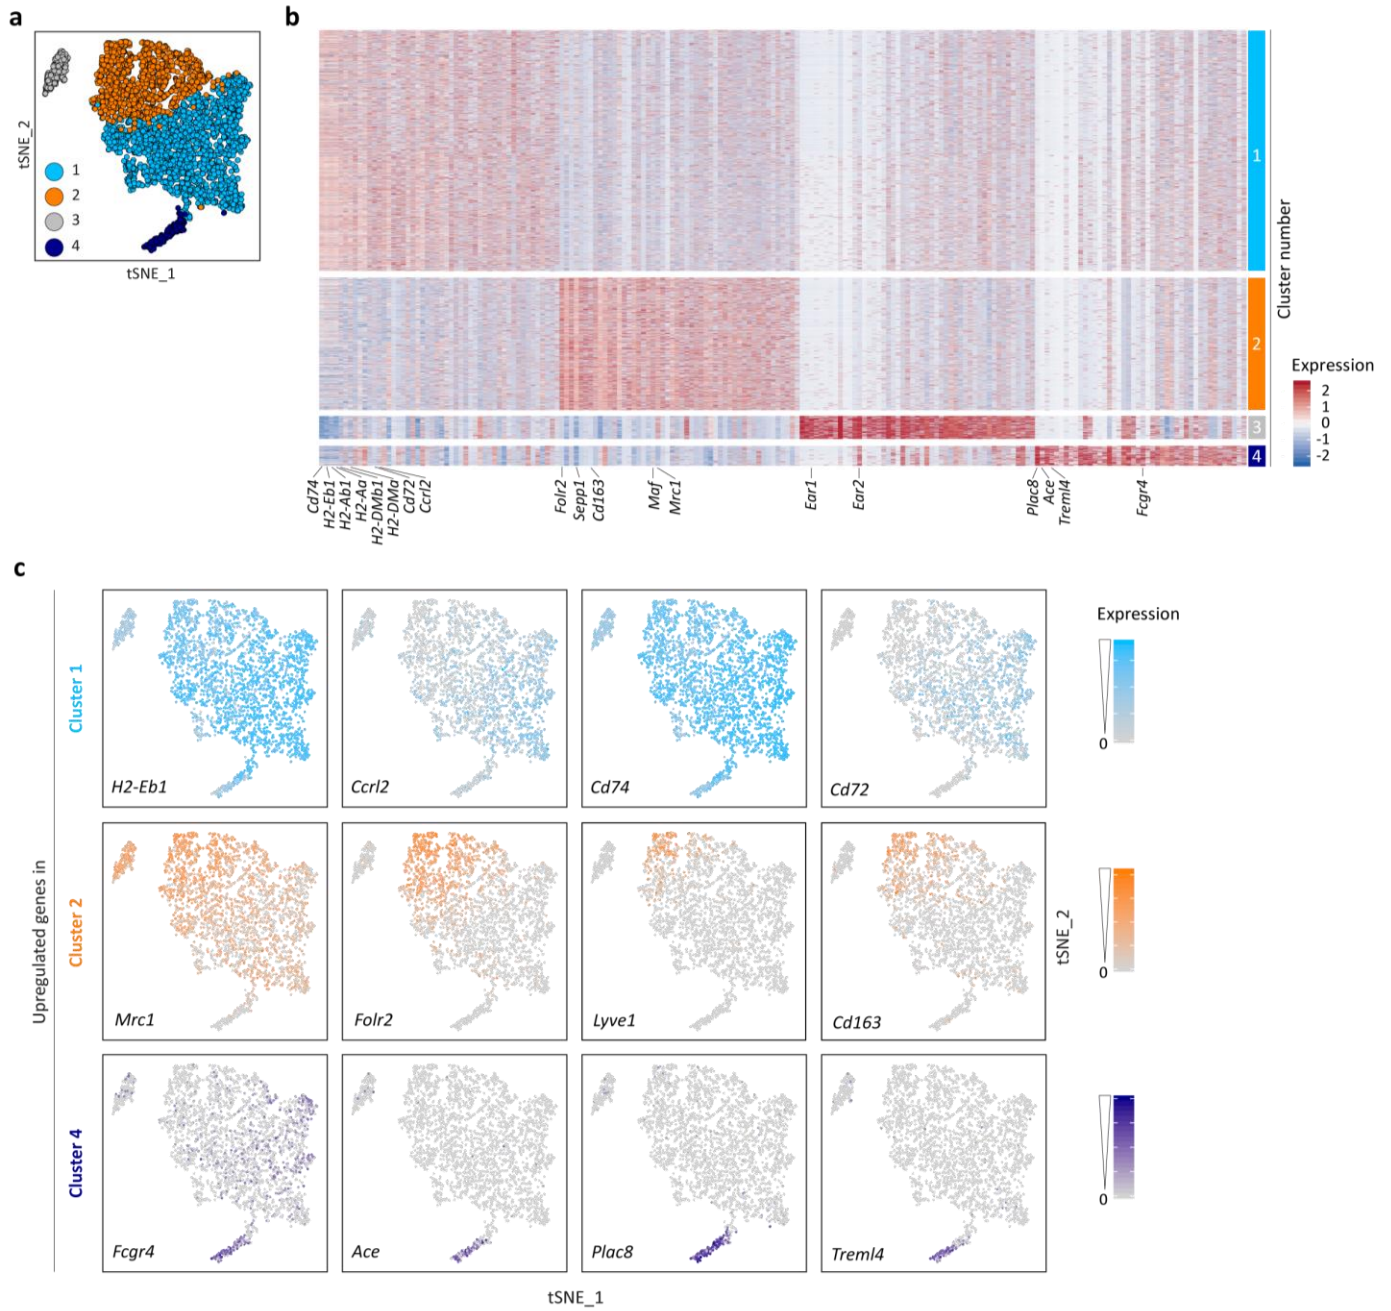 a
b
tSNE_2
1
2
3
4
tSNE_1
1
2
3
4
Cluster number
Expression
2
1
0
-1
-2
Cd74
H2-Eb1
H2-Ab1
H2-Aa
H2-DMb1
H2-DMa
Cd72
Ccrl2
Folr2
Sepp1
Cd163
Maf
Mrc1
Ear1
Ear2
Plac8
Ace
Treml4
Fcgr4
c
Upregulated genes in
Cluster 1
H2-Eb1
Ccrl2
Cd74
Cd72
Expression
0
Cluster 2
Mrc1
Folr2
Lyve1
Cd163
tSNE_2
0
Cluster 4
Fcgr4
Ace
Plac8
Treml4
0
tSNE_1